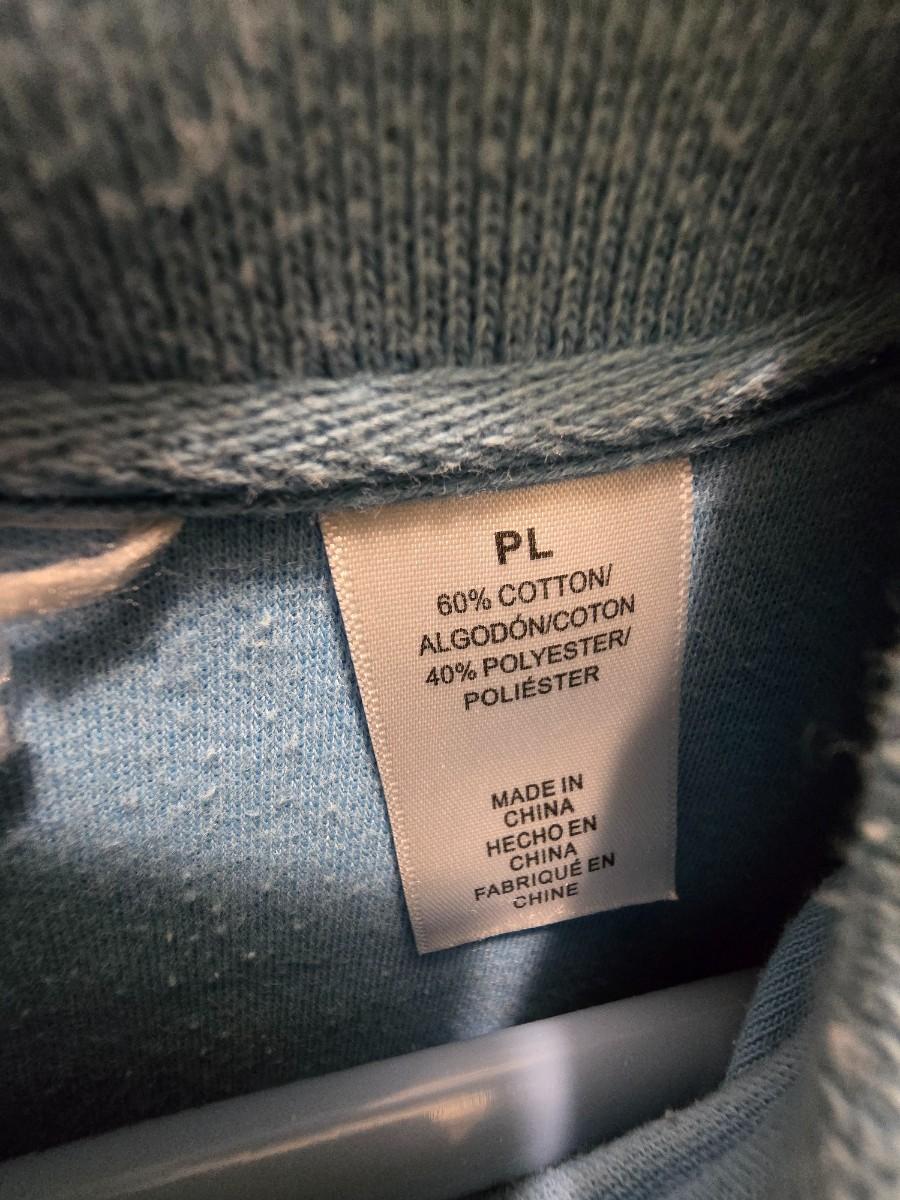 PL
60% COTTON/
ALGODÓN/COTON
40% POLYESTER/
POLIÉSTER
MADE IN
CHINA
HECHO EN
CHINA
FABRIQUÉ EN
CHINE